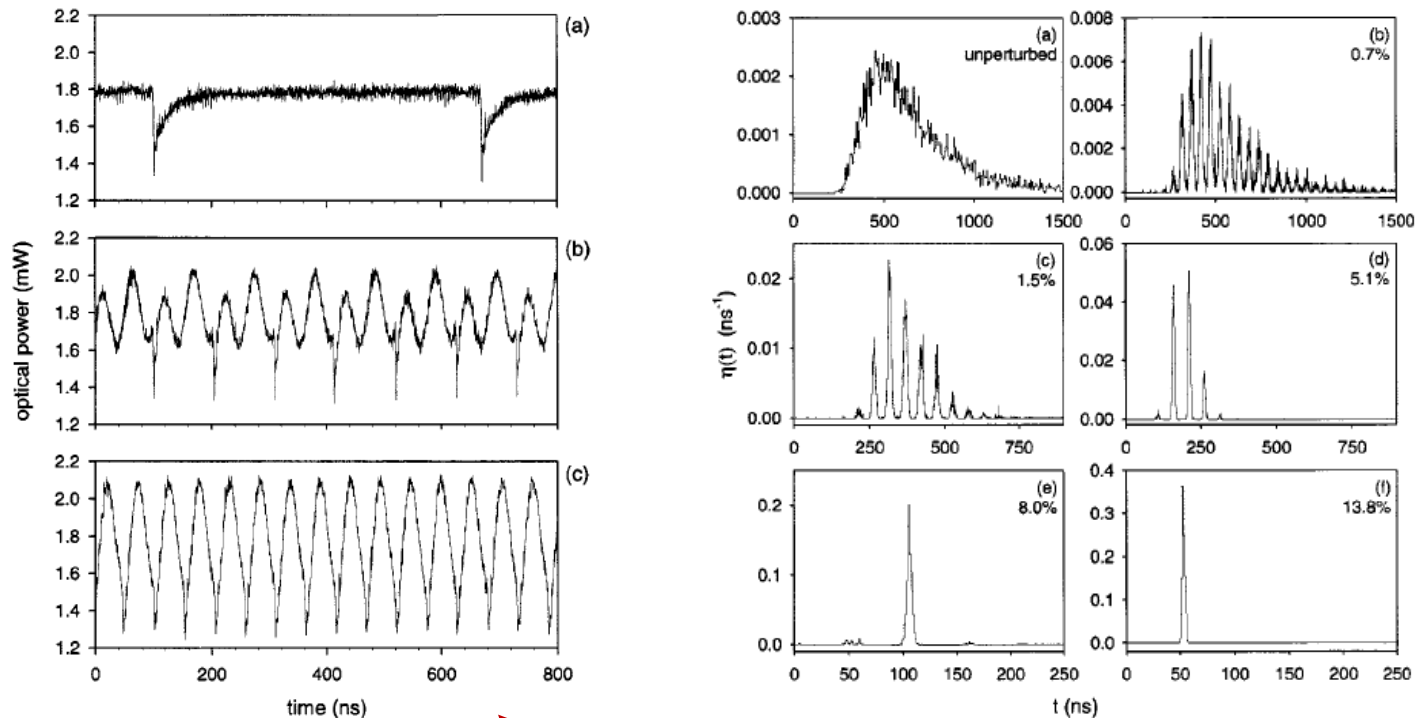 optical power (mW)
(a)
2.2
2.0
1.8
1.6
1.4
1.2
(b)
2.2
2.0
1.8
1.6
1.4
1.2
(c)
2.2
2.0
1.8
1.6
1.4
1.2
0 200 400 600 800
time (ns)
η(t) (ns⁻¹)
(a)
unperturbed
0.003
0.002
0.001
0.000
0 500 1000 1500
(b)
0.7%
0.008
0.006
0.004
0.002
0.000
0 500 1000 1500
(c)
1.5%
0.02
0.01
0.00
250 500 750
(d)
5.1%
0.06
0.04
0.02
0.00
250 500 750
(e)
8.0%
0.2
0.1
0.0
0 50 100 150 200 250
(f)
13.8%
0.4
0.3
0.2
0.1
0.0
0 50 100 150 200 250
t (ns)